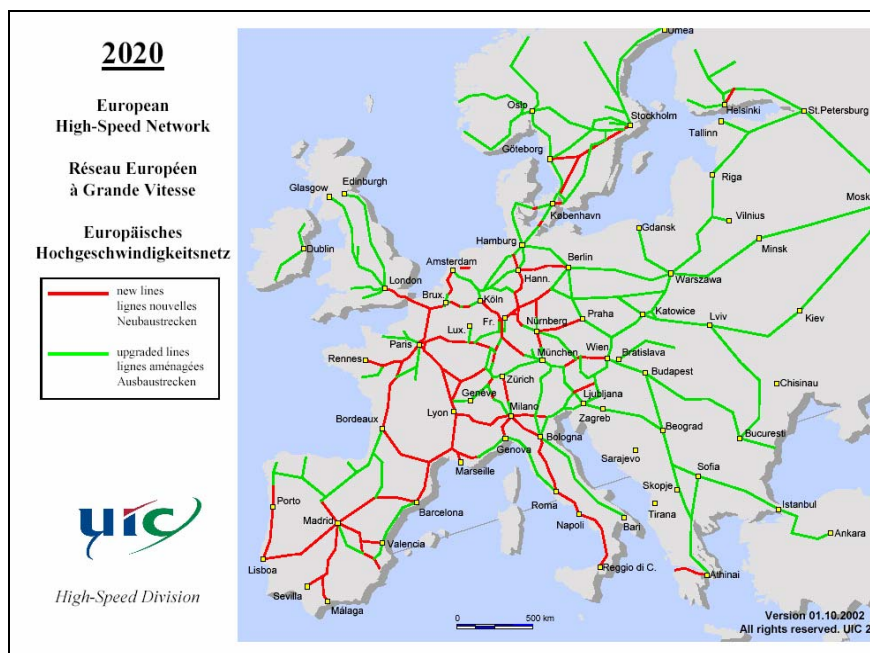 2020
European
High-Speed Network
Réseau Européen
à Grande Vitesse
Europäisches
Hochgeschwindigkeitsnetz
new lines
lignes nouvelles
Neubaustrecken
upgraded lines
lignes aménagées
Ausbaustrecken
uic
High-Speed Division
Umea
Oslo
Stockholm
Helsinki
St.Petersburg
Tallinn
Göteborg
Riga
Mosk
Glasgow
Edinburgh
København
Vilnius
Gdansk
Minsk
Dublin
Hamburg
Amsterdam
Hann.
Berlin
Warszawa
London
Brux.
Köln
Fr.
Praha
Katowice
Lviv
Kiev
Lux.
Nürnberg
Paris
Rennes
München
Wien
Bratislava
Budapest
Zürich
Chisinau
Genève
Ljubljana
Lyon
Milano
Zagreb
Bordeaux
Bologna
Beograd
Bucuresti
Genova
Sarajevo
Marseille
Sofia
Skopje
Porto
Roma
Istanbul
Madrid
Barcelona
Tirana
Napoli
Bari
Ankara
Valencia
Lisboa
Reggio di C.
Athinai
Sevilla
Málaga
0 500 km
Version 01.10.2002
All rights reserved. UIC 2